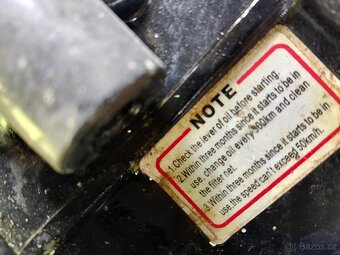 NOTE
1.Check the lever of oil before starting.
2.Within three months since it starts to be in
use, change oil every 500km and clean
the filter net.
3.Within three months since it starts to be in
use the speed can't exceed 50km/h.
© Bazos.cz